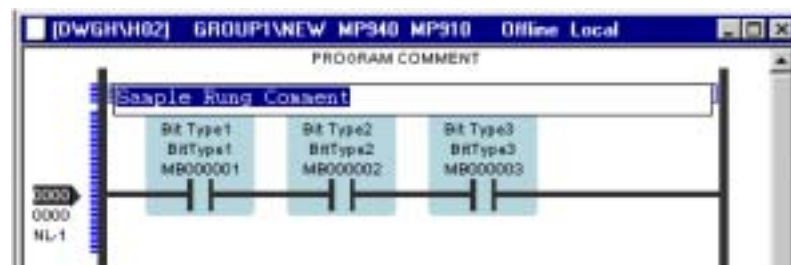 [DWGH\H02] GROUP1\NEW MP940 MP910 Offline Local
PROGRAM COMMENT
Sample Rung Comment
Bit Type1 Bit Type2 Bit Type3
BitType1 BitType2 BitType3
MB000001 MB000002 MB000003
0000
0000
NL-1